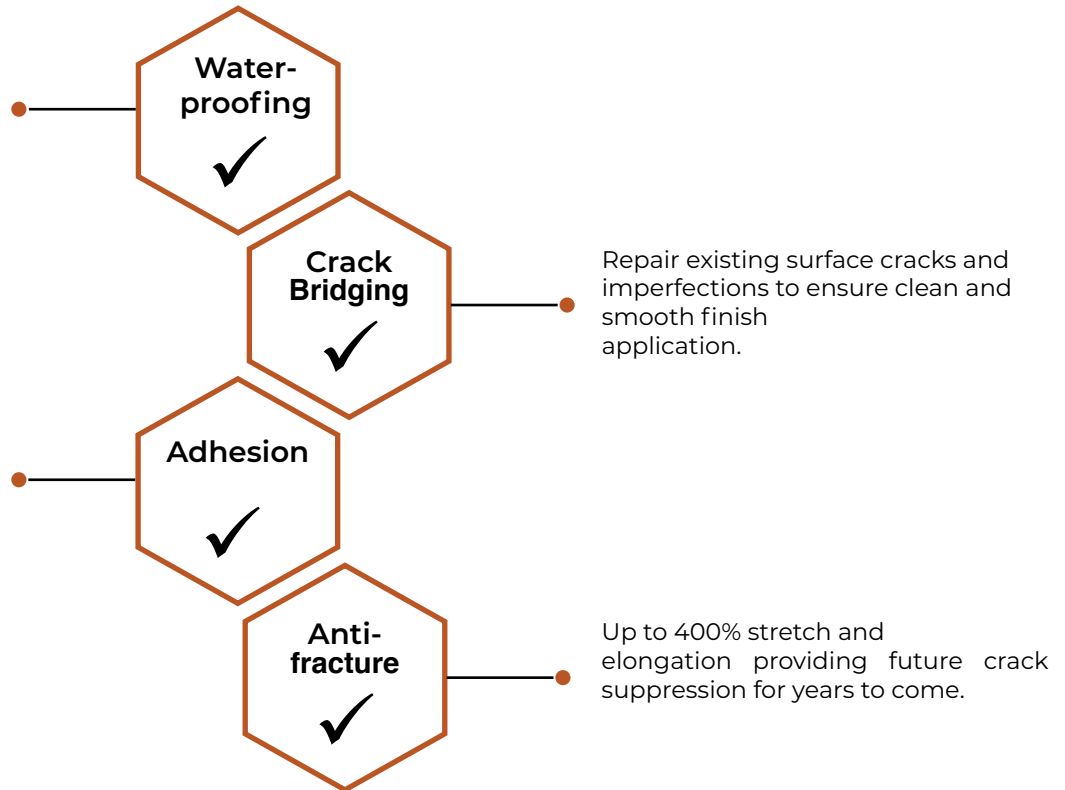 Water-
proofing
Crack
Bridging
Repair existing surface cracks and
imperfections to ensure clean and
smooth finish
application.
Adhesion
Anti-
fracture
Up to 400% stretch and
elongation providing future crack
suppression for years to come.